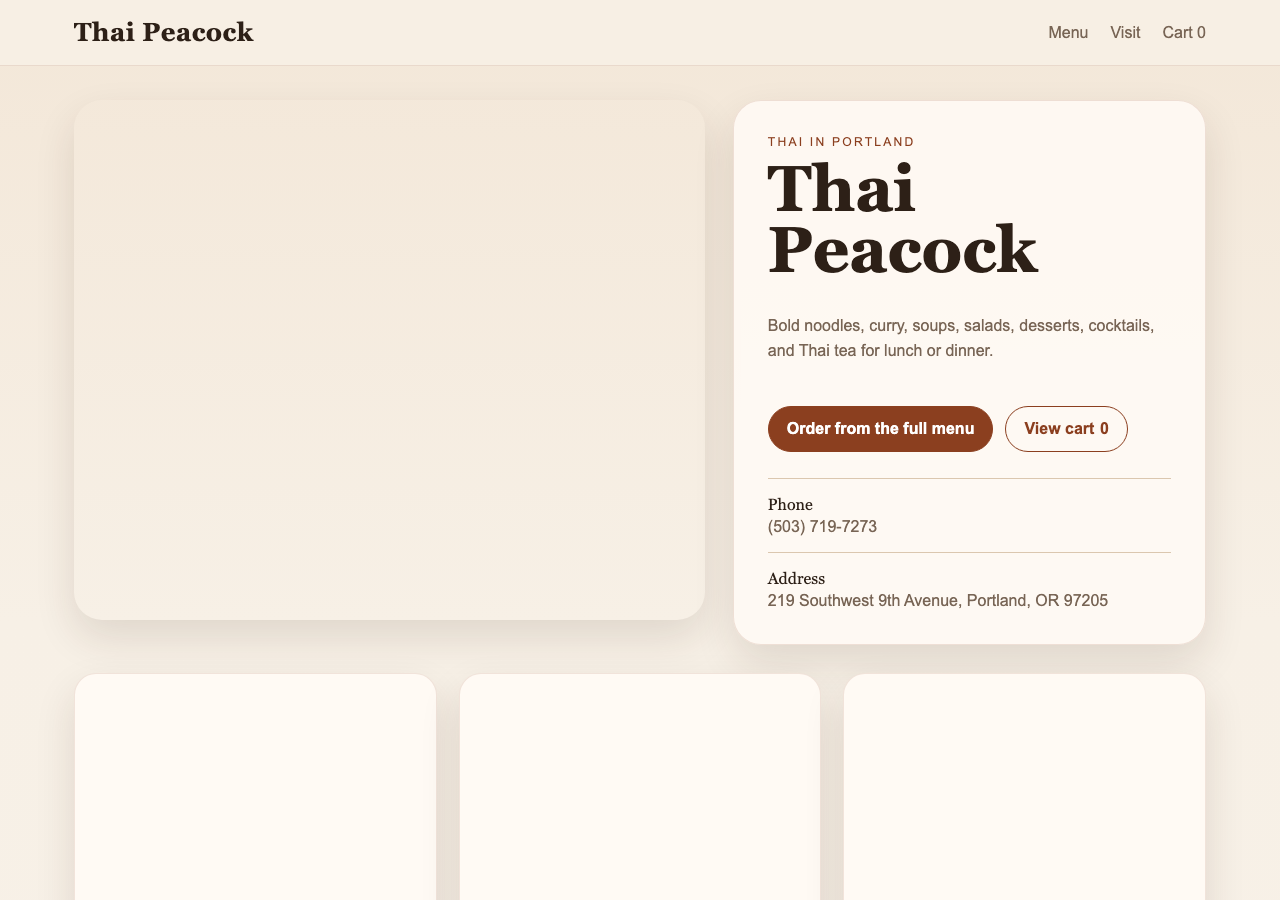 Thai Peacock
Menu Visit Cart 0
THAI IN PORTLAND
Thai
Peacock
Bold noodles, curry, soups, salads, desserts, cocktails,
and Thai tea for lunch or dinner.
Order from the full menu
View cart 0
Phone
(503) 719-7273
Address
219 Southwest 9th Avenue, Portland, OR 97205